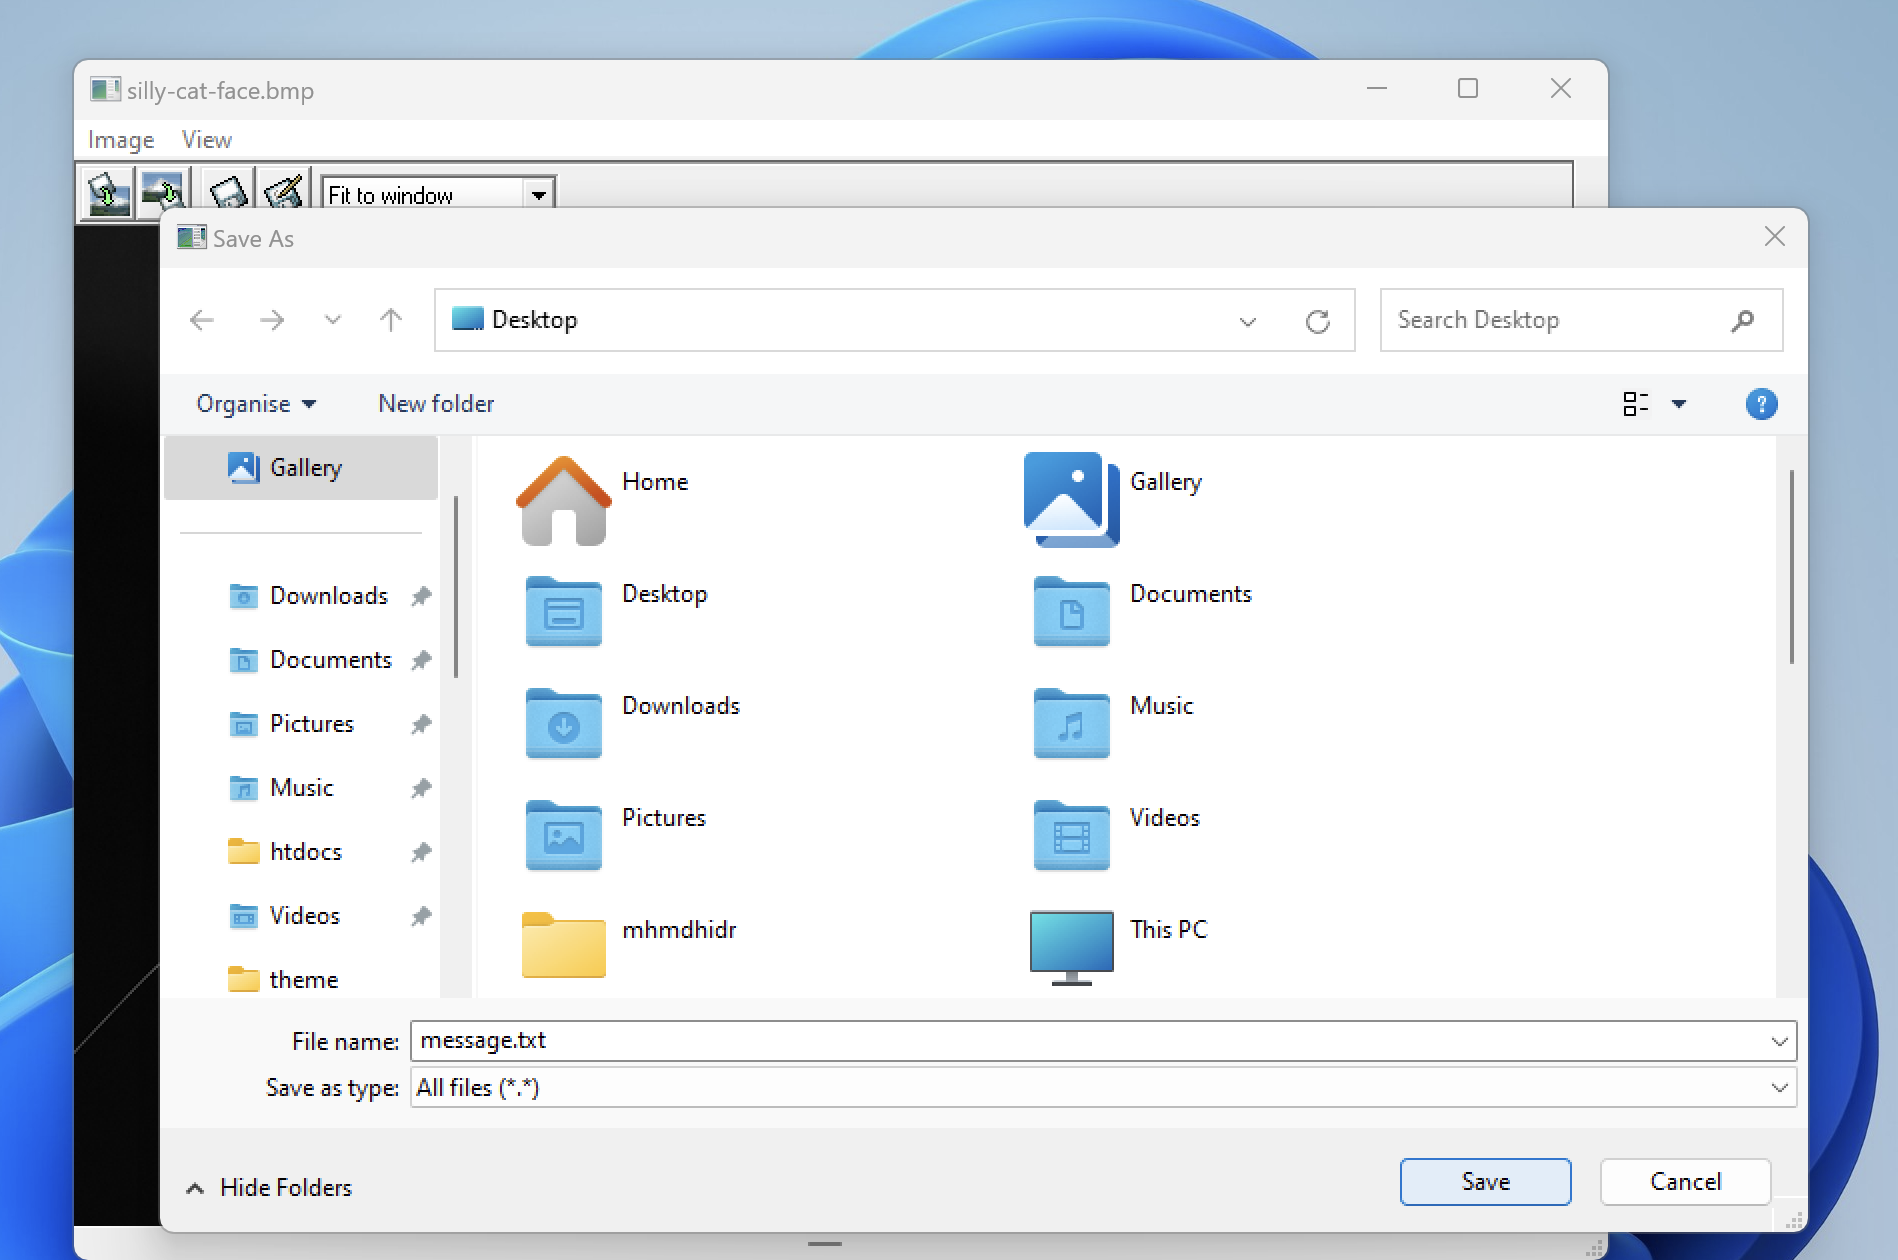 silly-cat-face.bmp
Image View
Fit to window
Save As
Desktop
Search Desktop
Organise New folder
Gallery
Downloads
Documents
Pictures
Music
htdocs
Videos
theme
Home Gallery
Desktop Documents
Downloads Music
Pictures Videos
mhmdhidr This PC
File name: message.txt
Save as type: All files (*.*)
Hide Folders Save Cancel